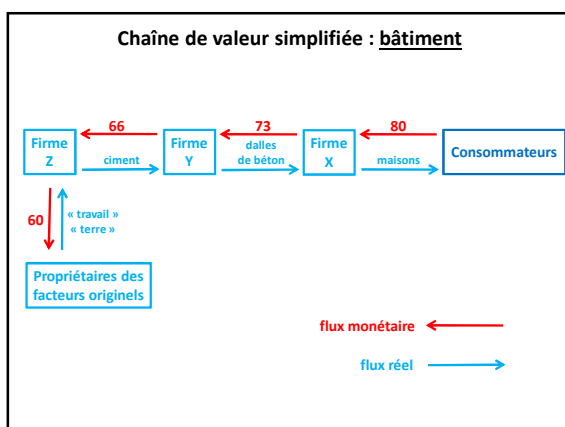 Chaîne de valeur simplifiée : bâtiment
66
73
80
Firme
Z
ciment
Firme
Y
dalles
de béton
Firme
X
maisons
Consommateurs
60
« travail »
« terre »
Propriétaires des
facteurs originels
flux monétaire
flux réel